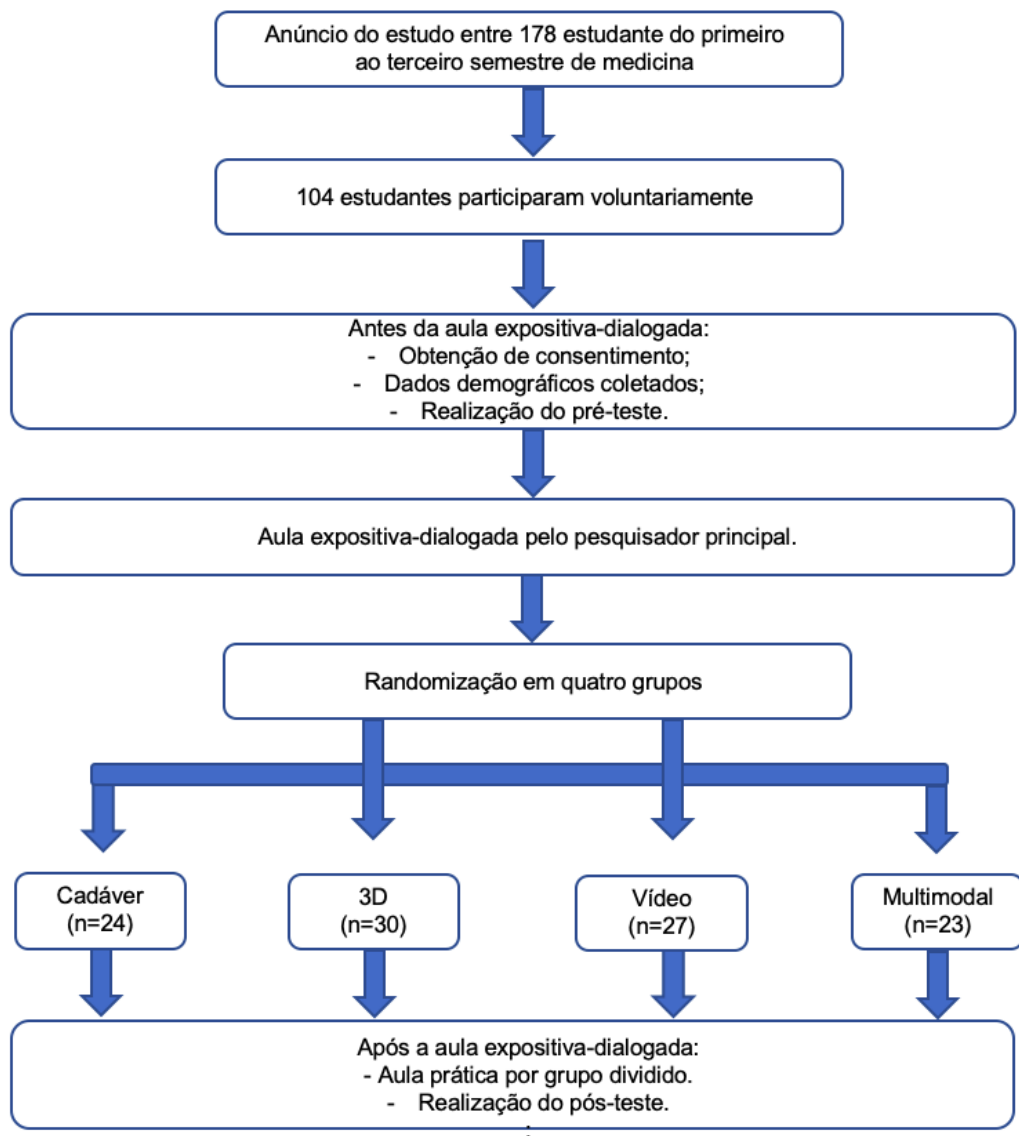 Anúncio do estudo entre 178 estudante do primeiro
ao terceiro semestre de medicina
104 estudantes participaram voluntariamente
Antes da aula expositiva-dialogada:
- Obtenção de consentimento;
- Dados demográficos coletados;
- Realização do pré-teste.
Aula expositiva-dialogada pelo pesquisador principal.
Randomização em quatro grupos
Cadáver
(n=24)
3D
(n=30)
Vídeo
(n=27)
Multimodal
(n=23)
Após a aula expositiva-dialogada:
- Aula prática por grupo dividido.
- Realização do pós-teste.